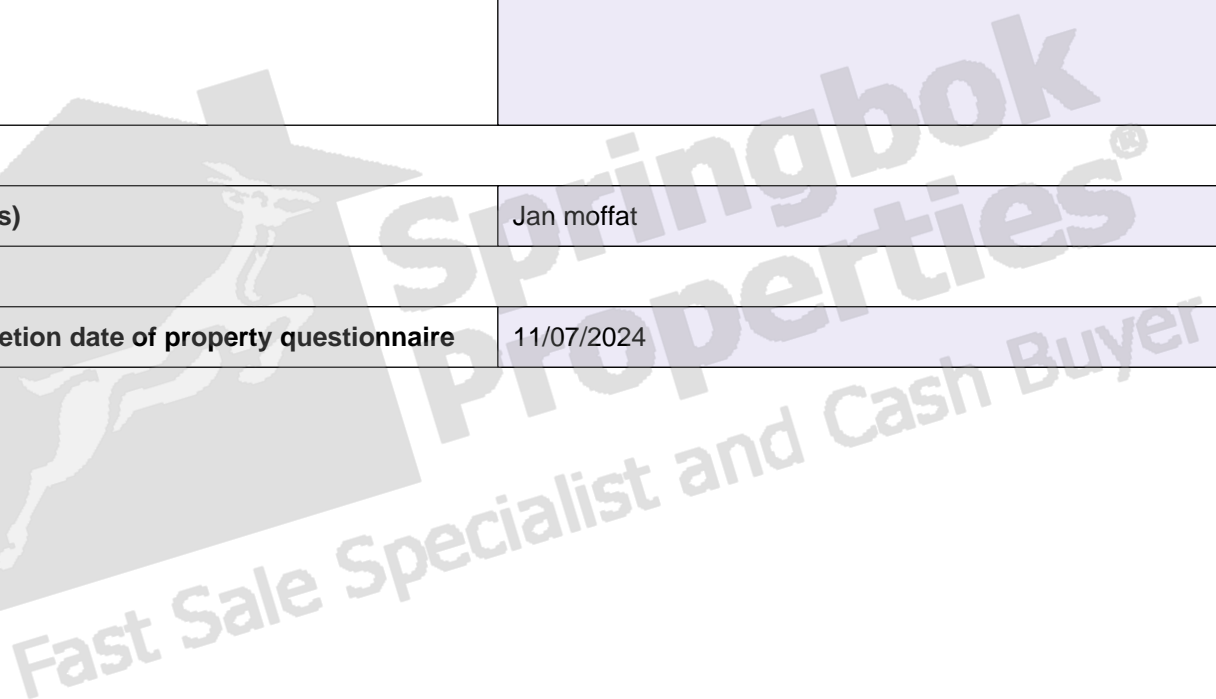 s) Jan moffat
etion date of property questionnaire 11/07/2024
Springbok
Properties®
Fast Sale Specialist and Cash Buyer